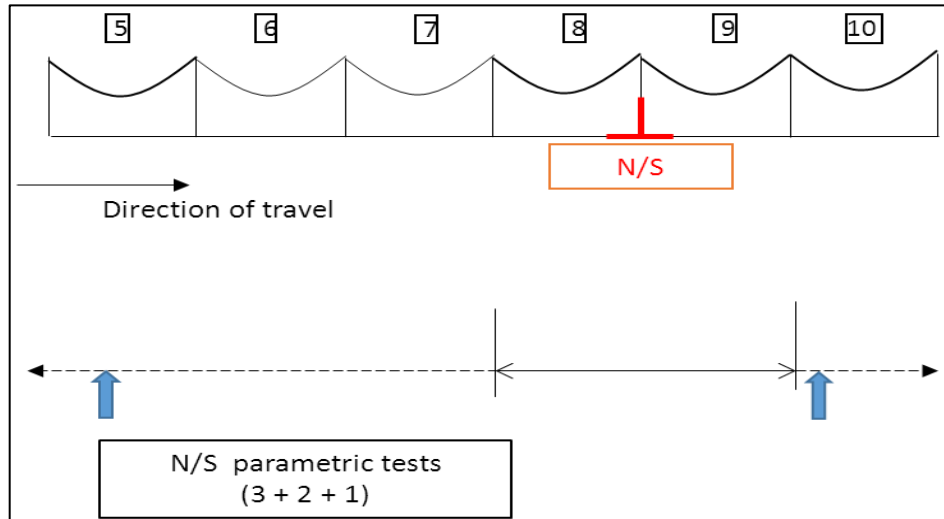 5 6 7 8 9 10
N/S
Direction of travel
N/S parametric tests
(3 + 2 + 1)